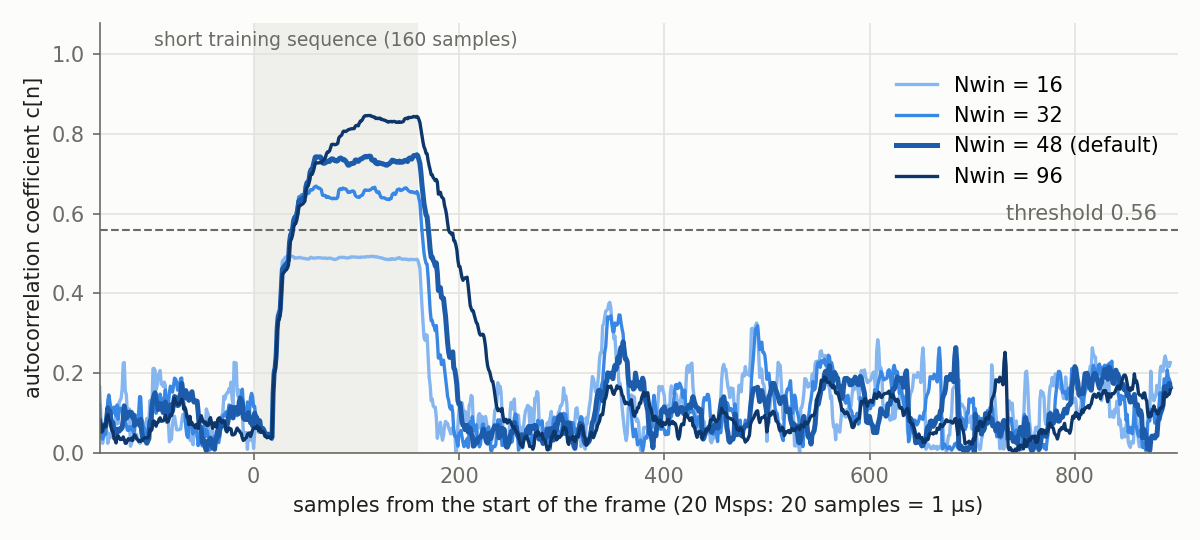 short training sequence (160 samples)
Nwin = 16
Nwin = 32
Nwin = 48 (default)
Nwin = 96
threshold 0.56
autocorrelation coefficient c[n]
1.0
0.8
0.6
0.4
0.2
0.0
0 200 400 600 800
samples from the start of the frame (20 Msps: 20 samples = 1 µs)